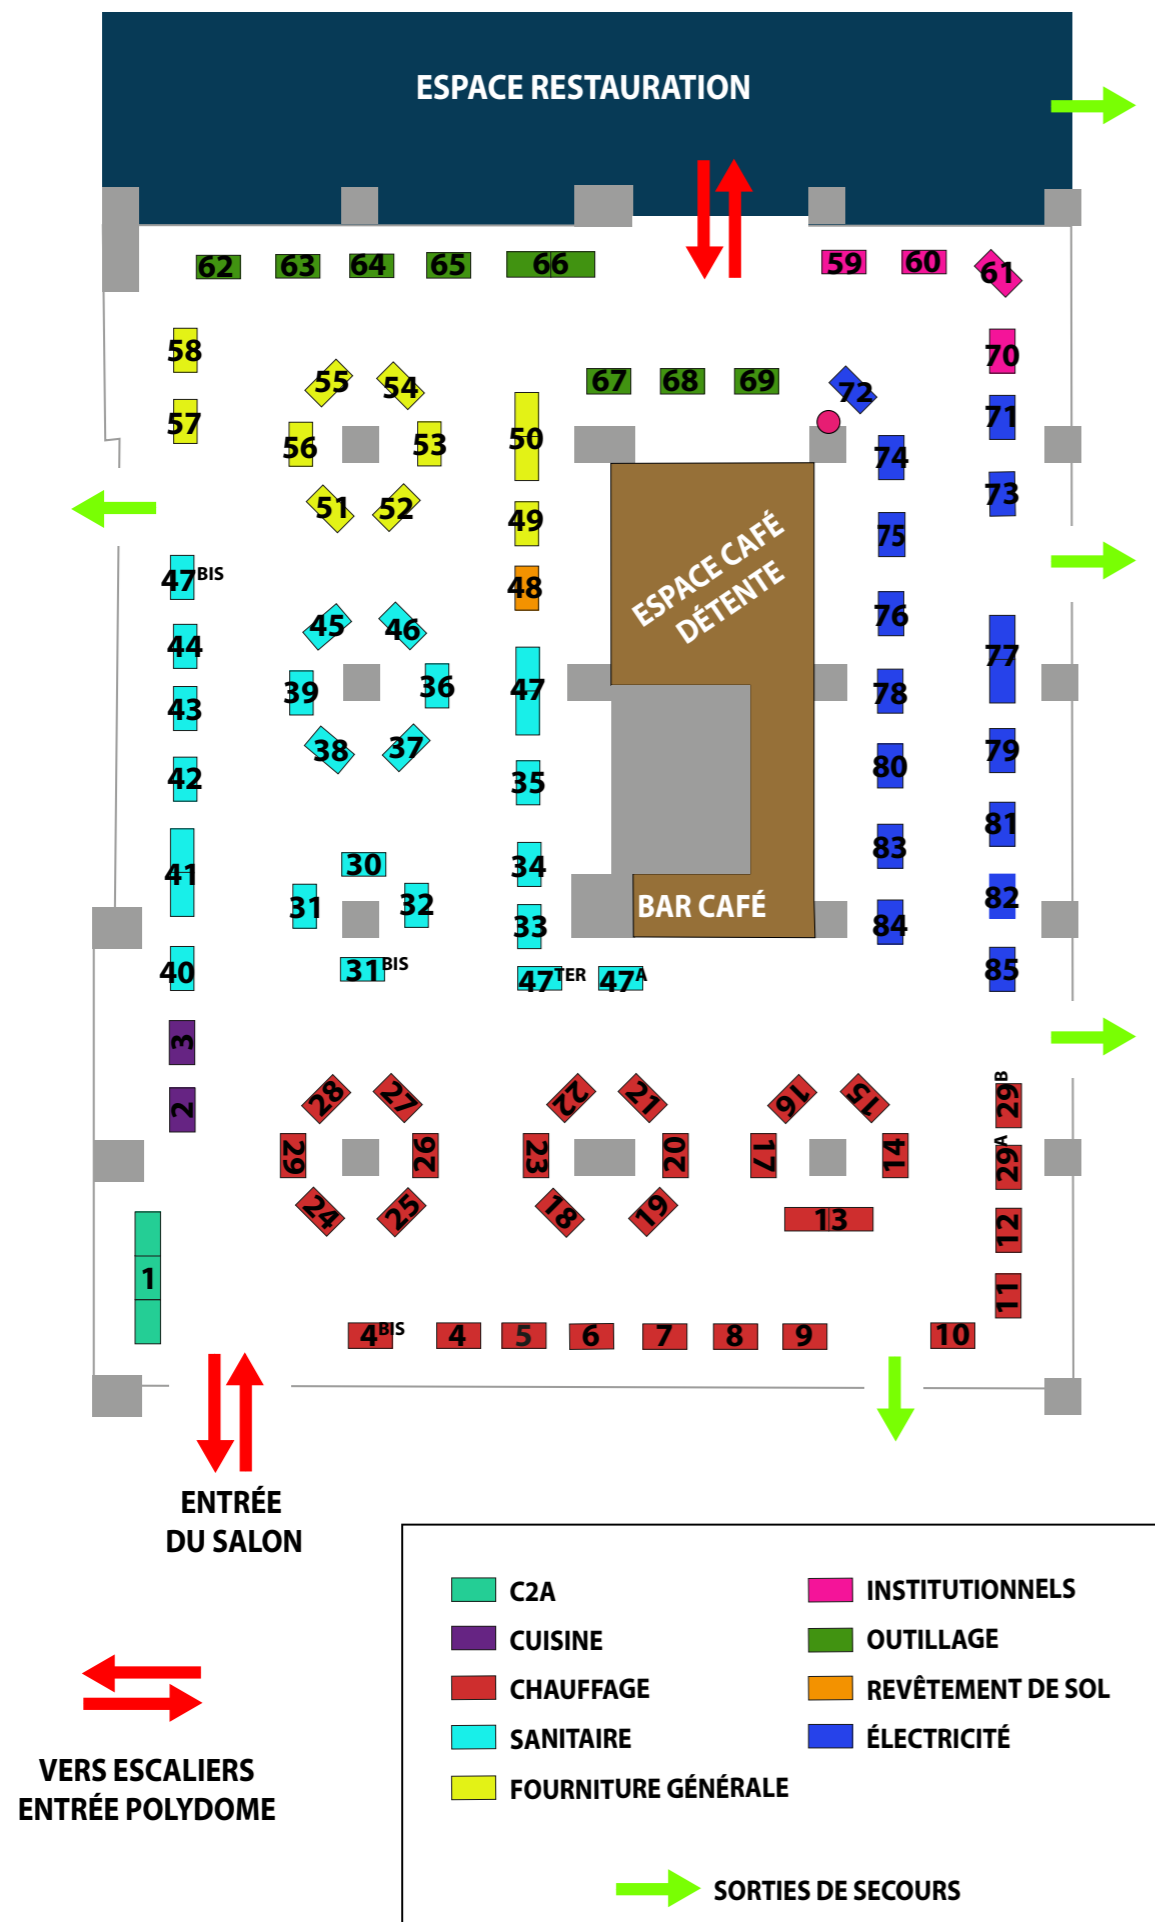 ESPACE RESTAURATION
62 63 64 65 66 59 60 61
58 55 54 67 68 69 72 70
57 56 53 50 74 71
51 52 49 75 73
ESPACE CAFÉ
DÉTENTE
47BIS 48 76
44 45 46 77
43 39 36 47 78
42 38 37 35 80 79
41 30 34 83 81
31 32 33 84 82
BAR CAFÉ
40 31BIS 47TER 47A 85
3
2 28 27 22 21 16 15 29B
29 26 23 20 17 14 29A
24 25 18 19 13 12
1 11
4BIS 4 5 6 7 8 9 10
ENTRÉE
DU SALON
C2A
CUISINE
CHAUFFAGE
SANITAIRE
FOURNITURE GÉNÉRALE
INSTITUTIONNELS
OUTILLAGE
REVÊTEMENT DE SOL
ÉLECTRICITÉ
VERS ESCALIERS
ENTRÉE POLYDOME
SORTIES DE SECOURS